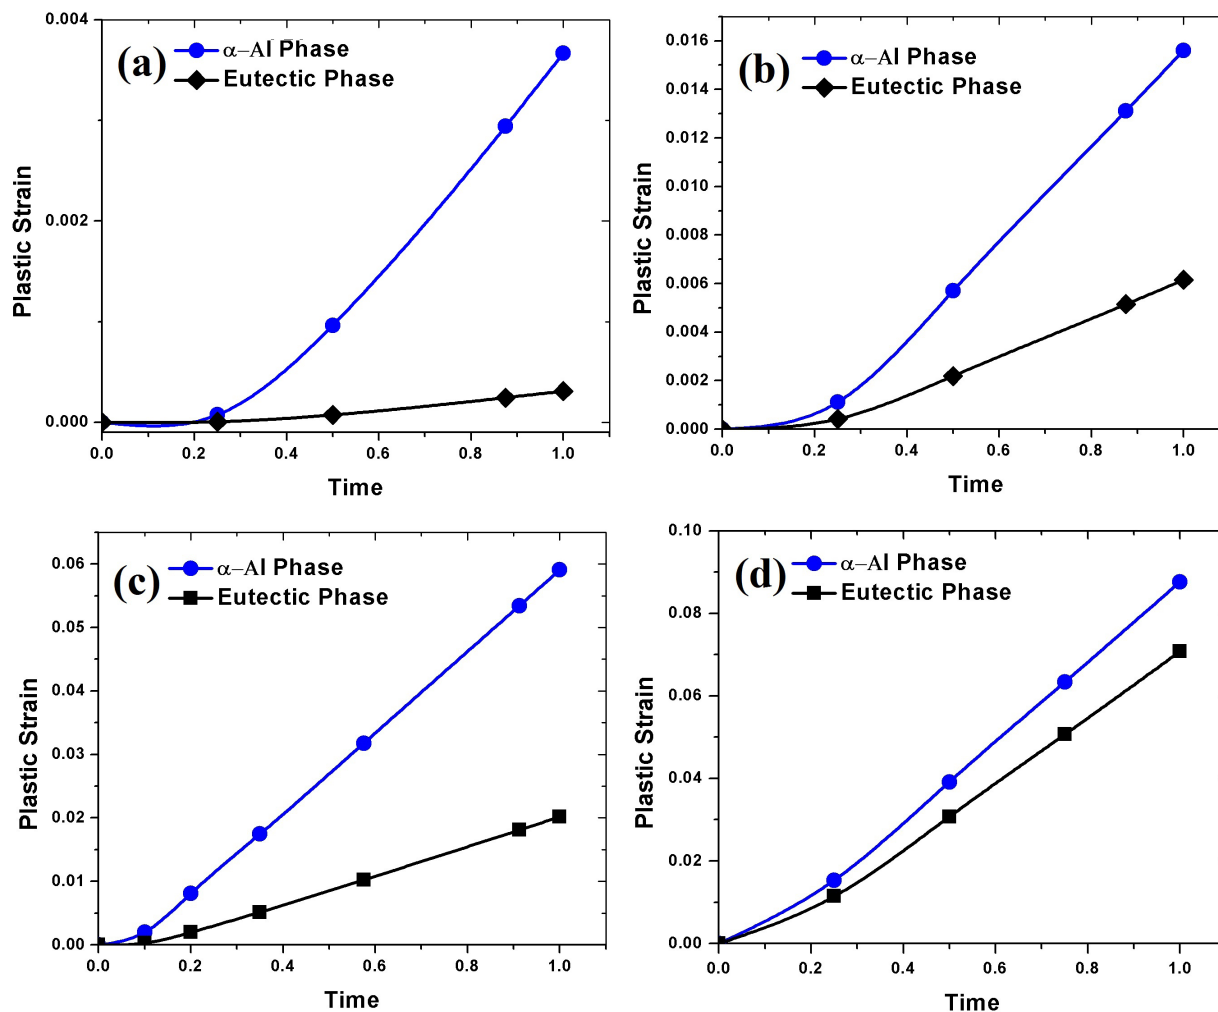 (a)
α–Al Phase
Eutectic Phase
0.004
0.002
0.000
Plastic Strain
0.0
0.2
0.4
0.6
0.8
1.0
Time
(b)
α–Al Phase
Eutectic Phase
0.016
0.014
0.012
0.010
0.008
0.006
0.004
0.002
0.000
Plastic Strain
0.0
0.2
0.4
0.6
0.8
1.0
Time
(c)
α–Al Phase
Eutectic Phase
0.06
0.05
0.04
0.03
0.02
0.01
0.00
Plastic Strain
0.0
0.2
0.4
0.6
0.8
1.0
Time
(d)
α–Al Phase
Eutectic Phase
0.10
0.08
0.06
0.04
0.02
0.00
Plastic Strain
0.0
0.2
0.4
0.6
0.8
1.0
Time